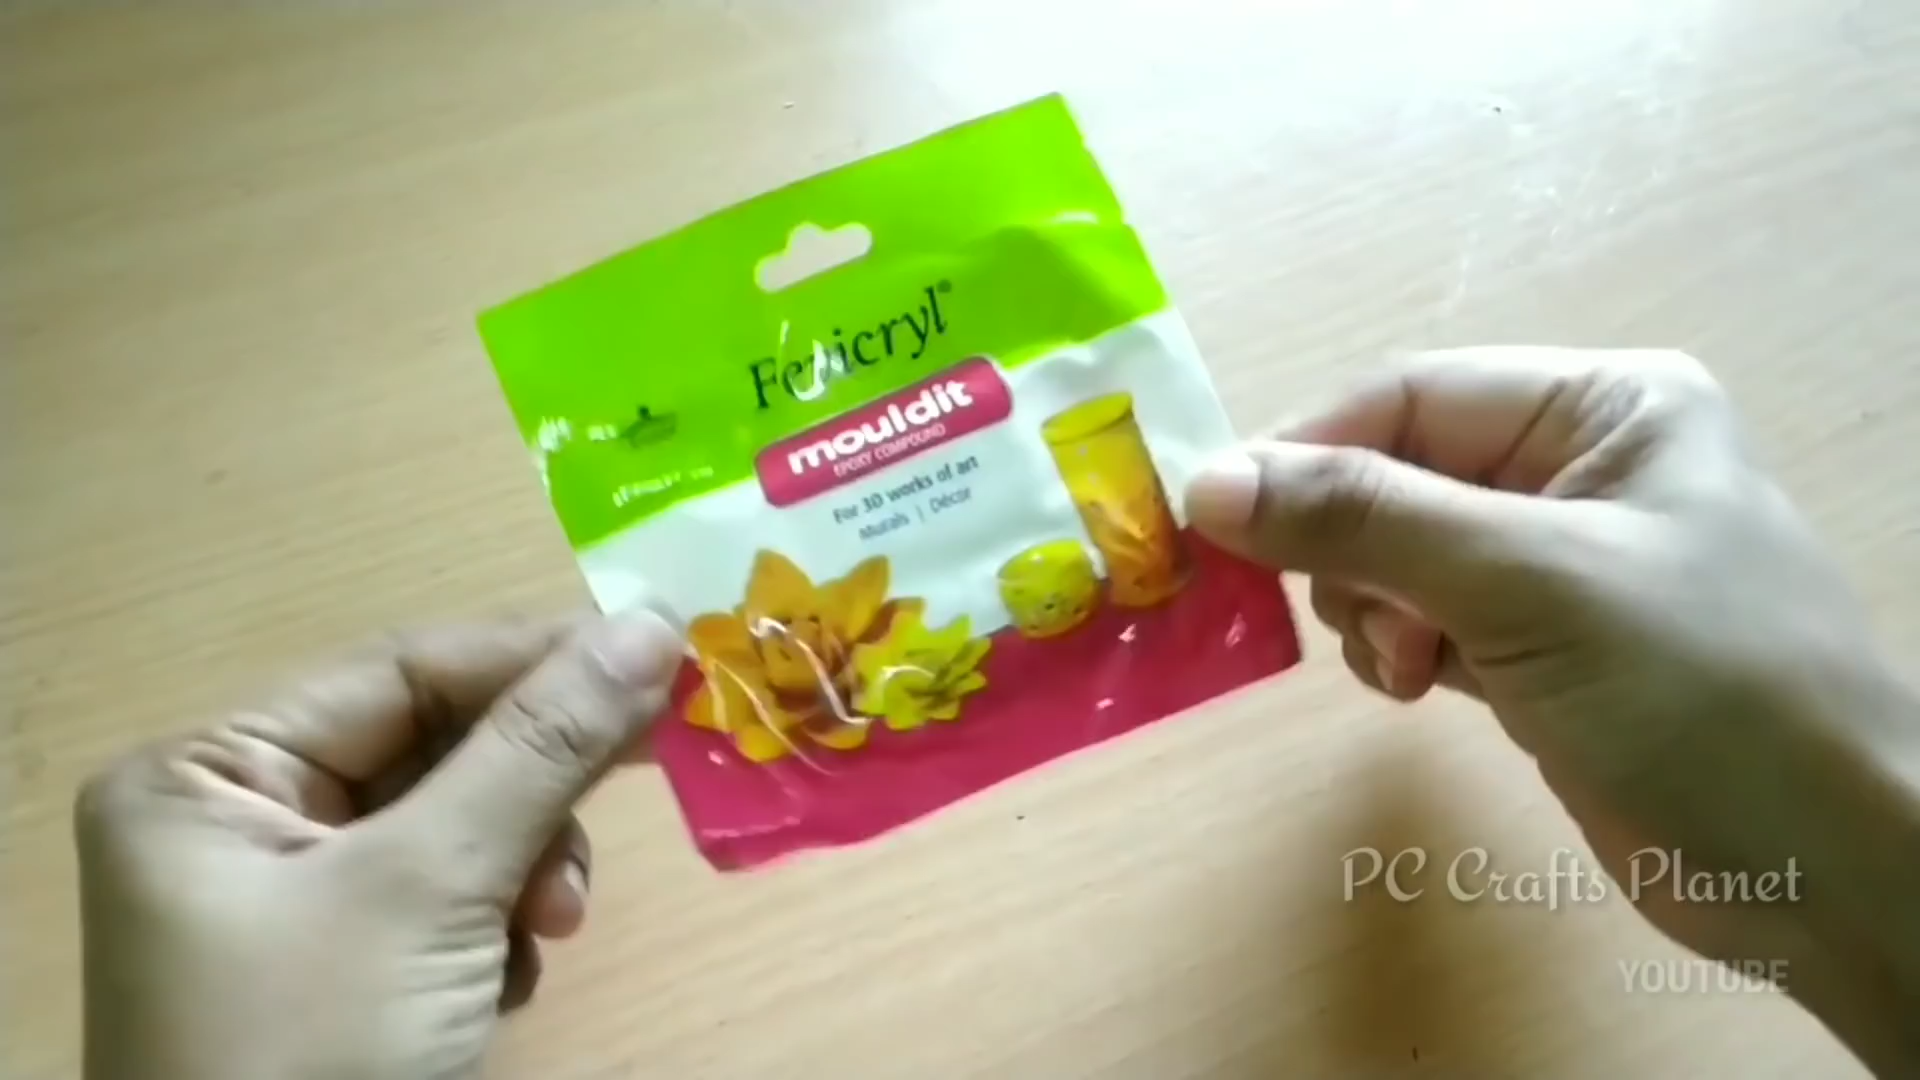 Fevicryl®
mouldit
EPOXY COMPOUND
For 30 works of art
Murals | Décor
PC Crafts Planet
YOUTUBE